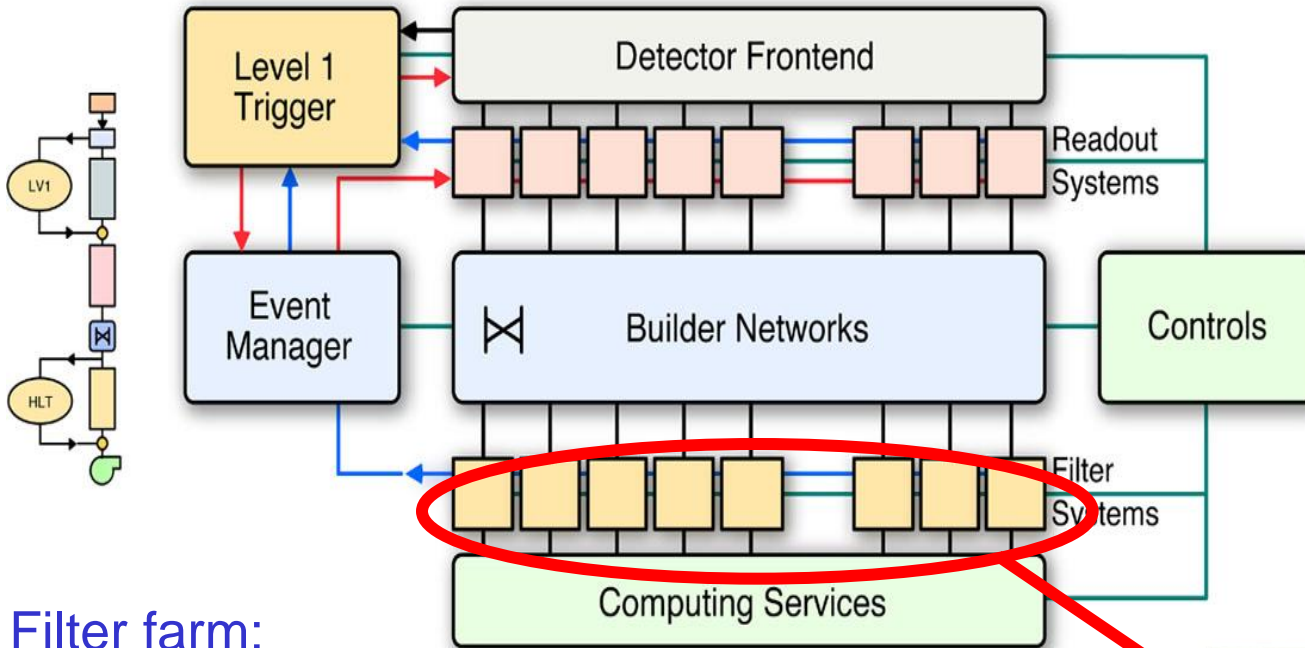 Level 1
Trigger
Detector Frontend
Readout
Systems
LV1
Event
Manager
Builder Networks
Controls
HLT
Filter
Systems
Computing Services
Filter farm: